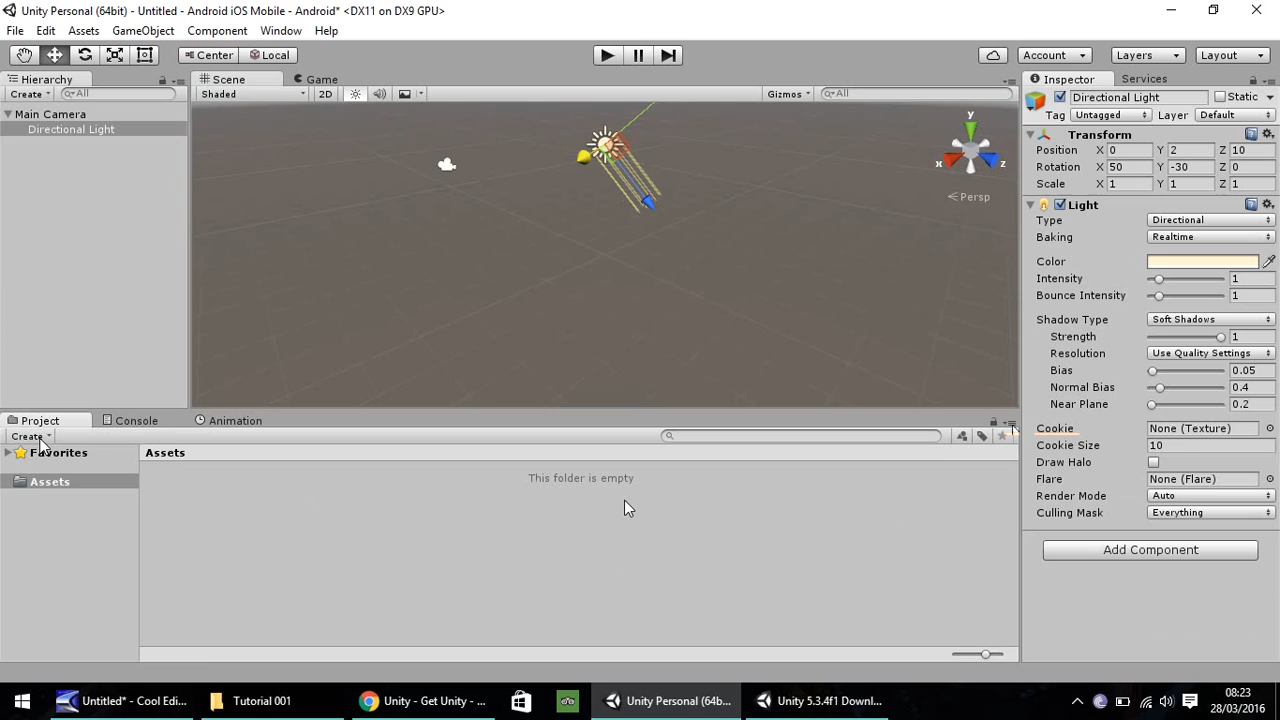 Unity Personal (64bit) - Untitled - Android iOS Mobile - Android* <DX11 on DX9 GPU>
File Edit Assets GameObject Component Window Help
Center Local Account Layers Layout
Hierarchy
Create All
Main Camera
Directional Light
Scene Game
Shaded 2D Gizmos All
y
x
z
Persp
Inspector Services
Directional Light Static
Tag Untagged Layer Default
Transform
Position X 0 Y 2 Z 10
Rotation X 50 Y -30 Z 0
Scale X 1 Y 1 Z 1
Light
Type Directional
Baking Realtime
Color
Intensity 1
Bounce Intensity 1
Shadow Type Soft Shadows
Strength 1
Resolution Use Quality Settings
Bias 0.05
Normal Bias 0.4
Near Plane 0.2
Cookie None (Texture)
Cookie Size 10
Draw Halo
Flare None (Flare)
Render Mode Auto
Culling Mask Everything
Add Component
Project Console Animation
Create
Favorites
Assets
Assets
This folder is empty
Untitled* - Cool Edi...
Tutorial 001
Unity - Get Unity - ...
Unity Personal (64b...
Unity 5.3.4f1 Downl...
08:23
28/03/2016